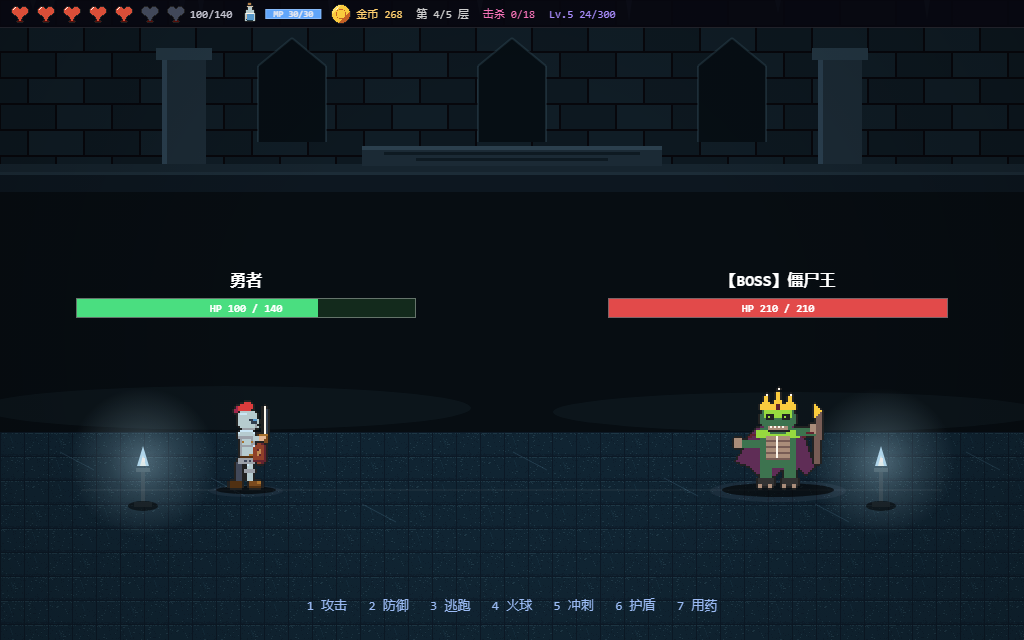 100/140 MP 30/30 金币 268 第 4/5 层 击杀 0/18 Lv.5 24/300
勇者
HP 100 / 140
【BOSS】僵尸王
HP 210 / 210
1 攻击 2 防御 3 逃跑 4 火球 5 冲刺 6 护盾 7 用药